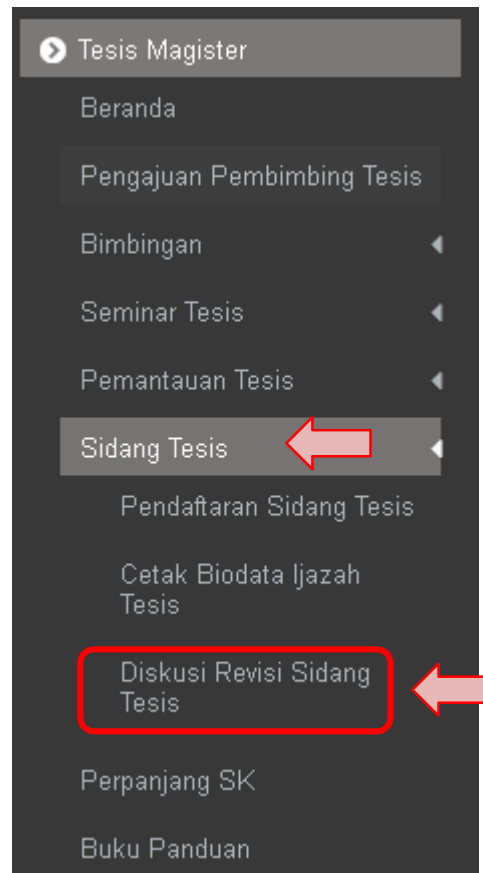 Tesis Magister
Beranda
Pengajuan Pembimbing Tesis
Bimbingan
Seminar Tesis
Pemantauan Tesis
Sidang Tesis
Pendaftaran Sidang Tesis
Cetak Biodata Ijazah
Tesis
Diskusi Revisi Sidang
Tesis
Perpanjang SK
Buku Panduan